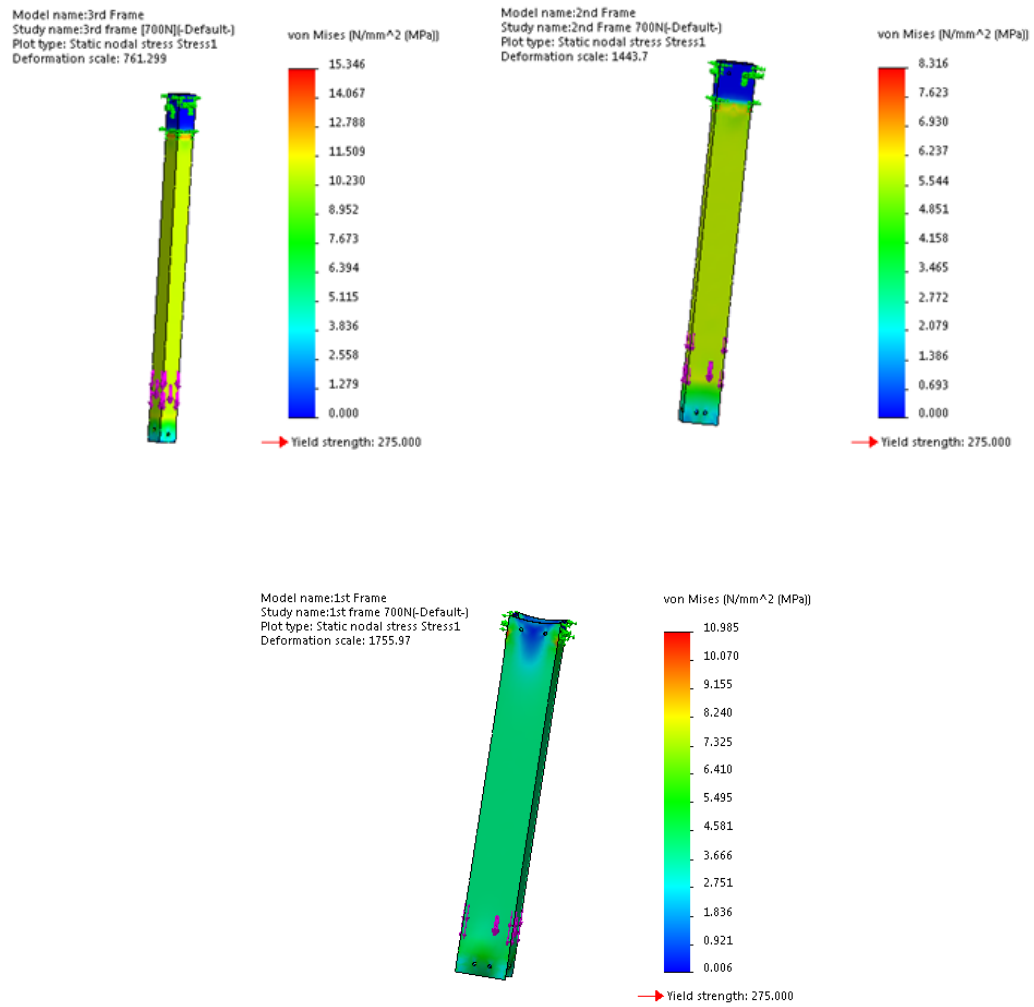 Model name:3rd Frame
Study name:3rd frame [700N](-Default-)
Plot type: Static nodal stress Stress1
Deformation scale: 761.299
von Mises (N/mm^2 (MPa))
15.346
14.067
12.788
11.509
10.230
8.952
7.673
6.394
5.115
3.836
2.558
1.279
0.000
Yield strength: 275.000
Model name:2nd Frame
Study name:2nd Frame 700N(-Default-)
Plot type: Static nodal stress Stress1
Deformation scale: 1443.7
von Mises (N/mm^2 (MPa))
8.316
7.623
6.930
6.237
5.544
4.851
4.158
3.465
2.772
2.079
1.386
0.693
0.000
Yield strength: 275.000
Model name:1st Frame
Study name:1st frame 700N(-Default-)
Plot type: Static nodal stress Stress1
Deformation scale: 1755.97
von Mises (N/mm^2 (MPa))
10.985
10.070
9.155
8.240
7.325
6.410
5.495
4.581
3.666
2.751
1.836
0.921
0.006
Yield strength: 275.000